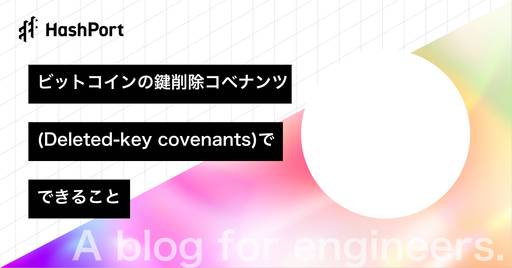 HashPort
ビットコインの鍵削除コベナンツ
(Deleted-key covenants)で
できること
A blog for engineers.